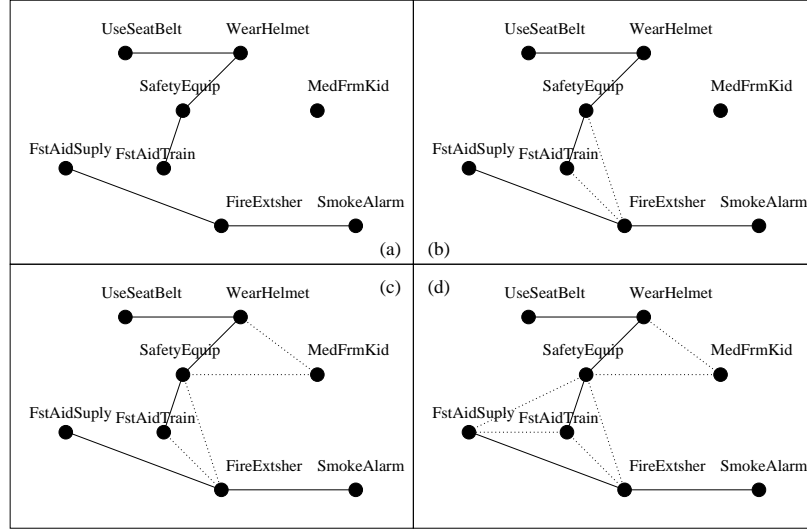 UseSeatBelt WearHelmet
SafetyEquip MedFrmKid
FstAidSuply FstAidTrain
FireExtsher SmokeAlarm
(a)
UseSeatBelt WearHelmet
SafetyEquip MedFrmKid
FstAidSuply FstAidTrain
FireExtsher SmokeAlarm
(b)
(c)
UseSeatBelt WearHelmet
SafetyEquip MedFrmKid
FstAidSuply FstAidTrain
FireExtsher SmokeAlarm
(d)
UseSeatBelt WearHelmet
SafetyEquip MedFrmKid
FstAidSuply FstAidTrain
FireExtsher SmokeAlarm